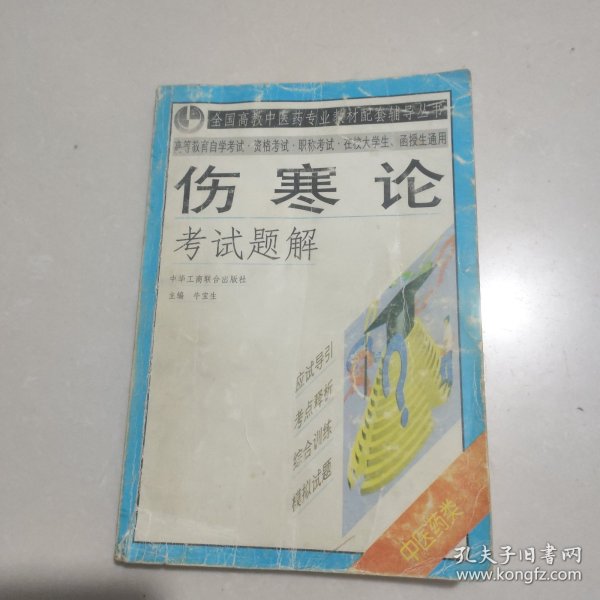 全国高教中医药专业教材配套辅导丛书
高等教育自学考试·资格考试·职称考试·在校大学生、函授生通用
伤寒论
考试题解
中华工商联合出版社
主编 牛宝生
应试导引
考点释析
综合训练
模拟试题
中医药类
孔夫子旧书网
www.kongfz.com